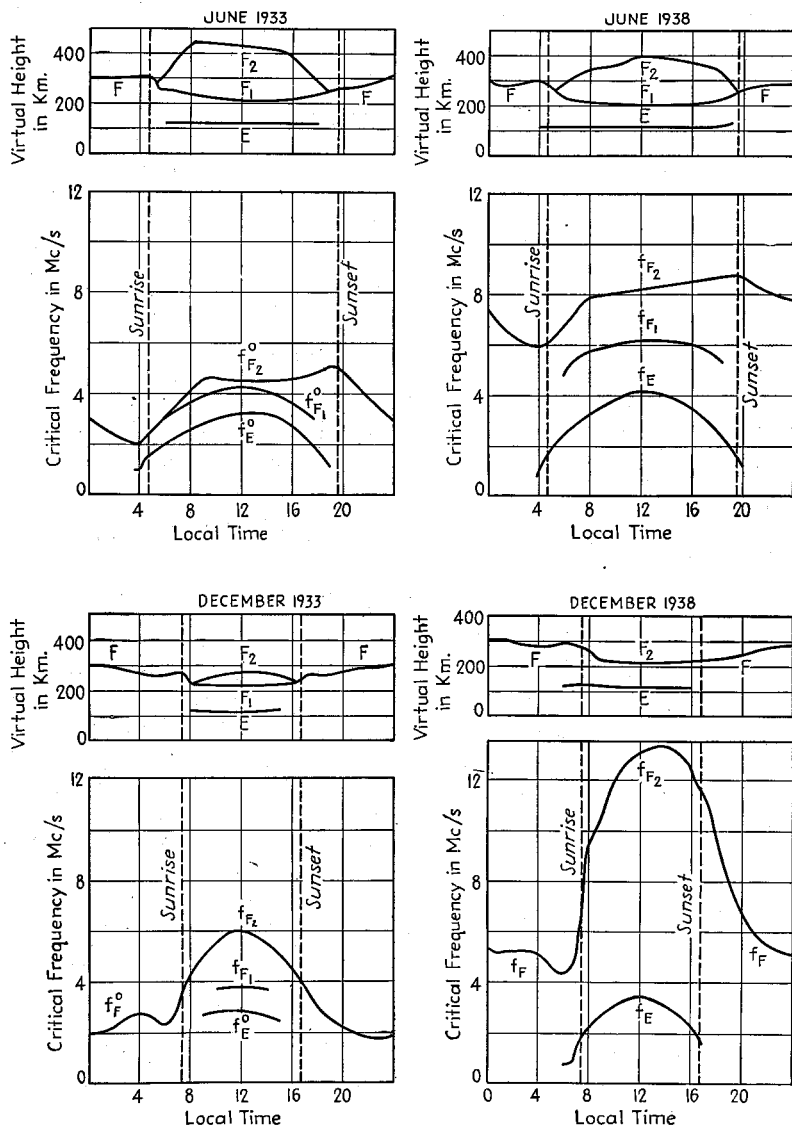 JUNE 1933
Virtual Height
in Km.
400
200
0
F
F2
F1
F
E
Critical Frequency in Mc/s
12
8
4
0
Sunrise
Sunset
f°F2
f°F1
f°E
4 8 12 16 20
Local Time
JUNE 1938
Virtual Height
in Km.
400
200
0
F
F2
F1
F
E
Critical Frequency in Mc/s
12
8
4
0
Sunrise
Sunset
fF2
fF1
fE
4 8 12 16 20
Local Time
DECEMBER 1933
Virtual Height
in Km.
400
200
0
F
F2
F
F1
E
Critical Frequency in Mc/s
12
8
4
0
Sunrise
Sunset
fF2
fF1
f°F
f°E
4 8 12 16 20
Local Time
DECEMBER 1938
Virtual Height
in Km.
400
200
0
F
F2
F
E
Critical Frequency in Mc/s
12
8
4
0
Sunrise
Sunset
fF2
fF
fF
fE
0 4 8 12 16 20
Local Time